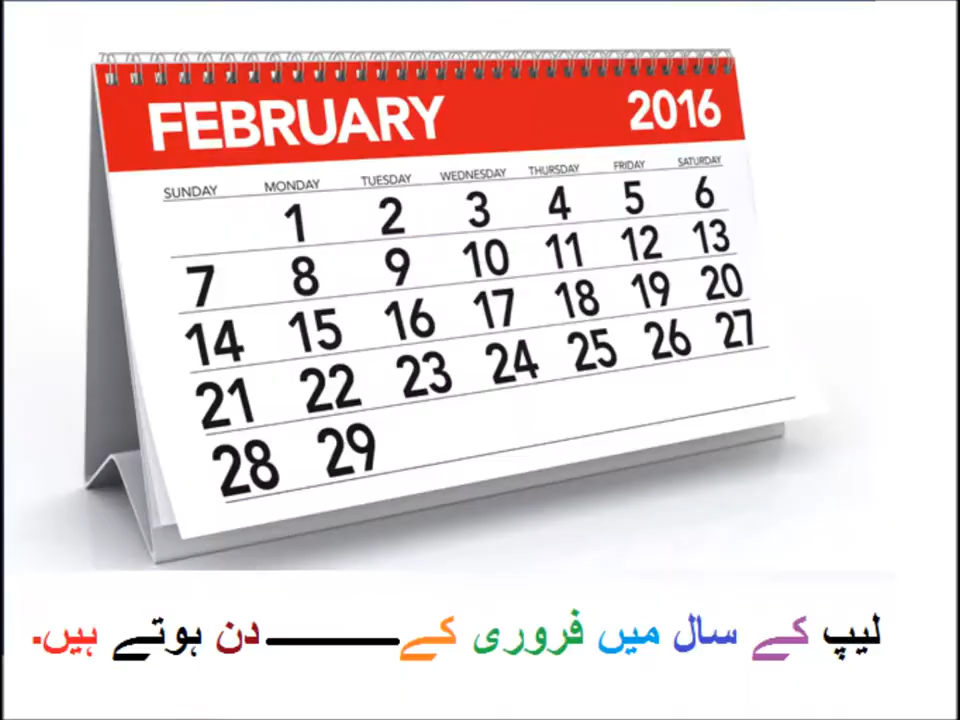 FEBRUARY 2016
SUNDAY MONDAY TUESDAY WEDNESDAY THURSDAY FRIDAY SATURDAY
1 2 3 4 5 6
7 8 9 10 11 12 13
14 15 16 17 18 19 20
21 22 23 24 25 26 27
28 29
لیپ کے سال میں فروری کے ــــــــــ دن ہوتے ہیں۔